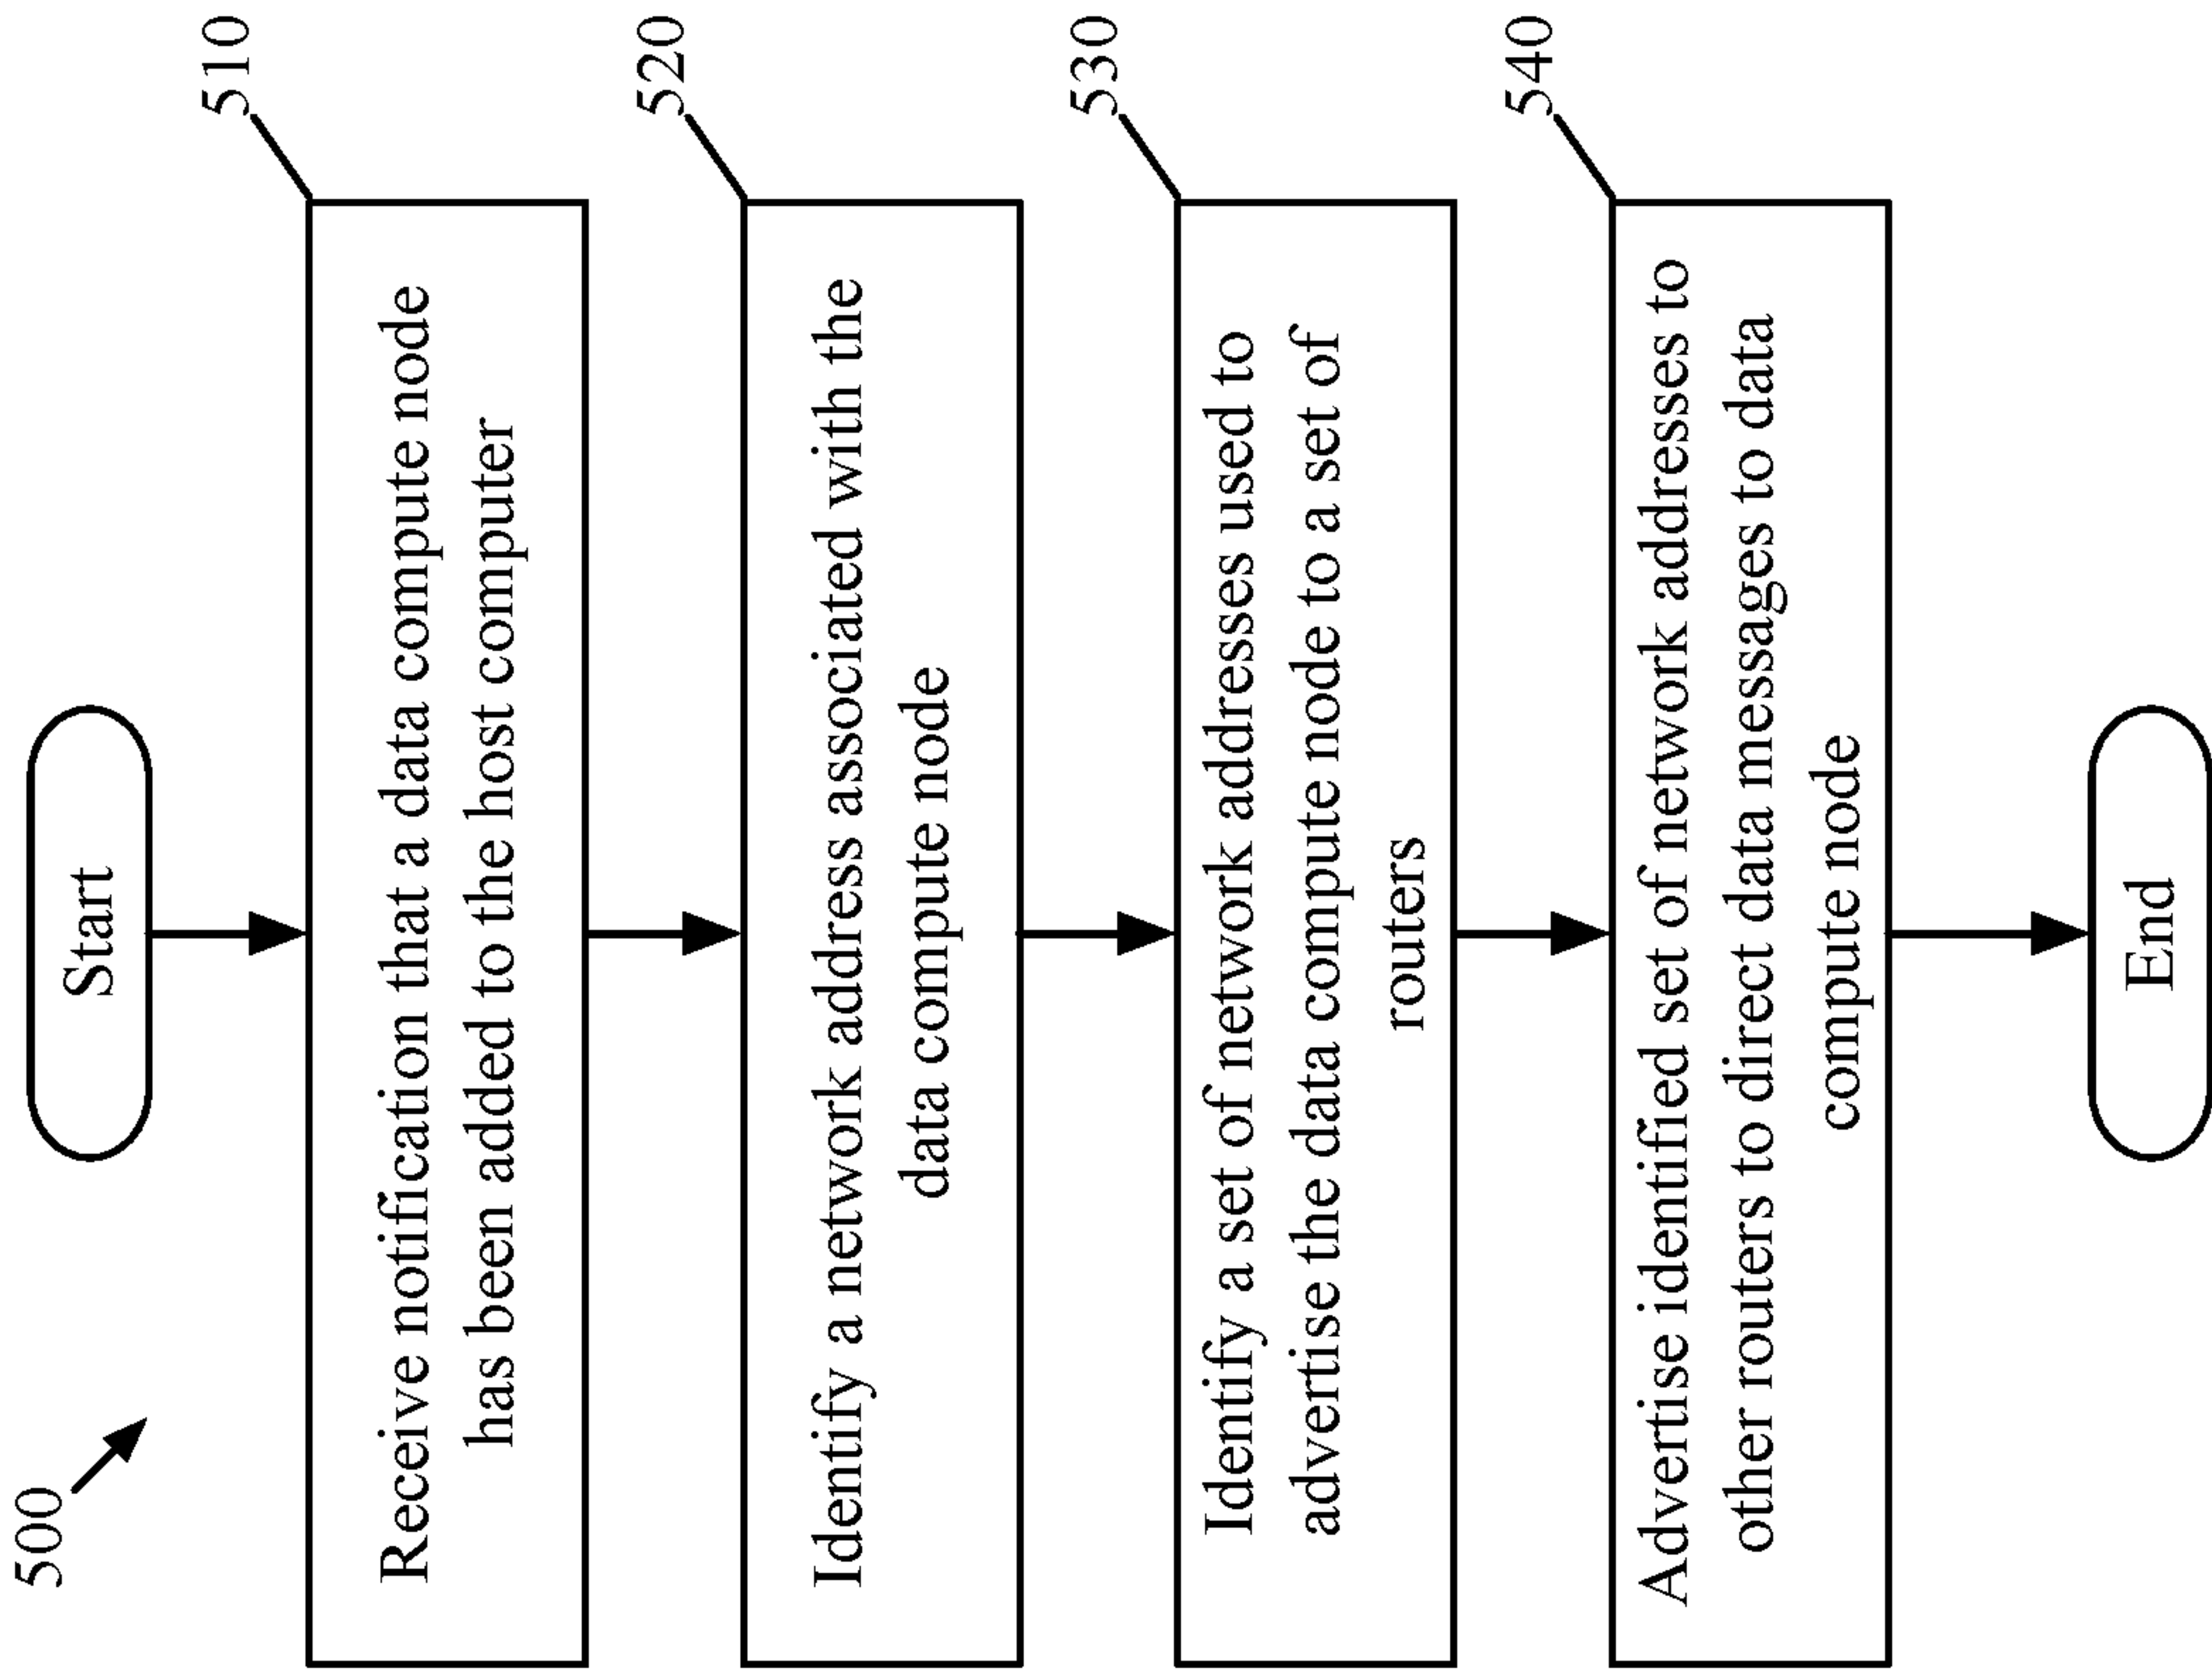 500
Start
510
Receive notification that a data compute node
has been added to the host computer
520
Identify a network address associated with the
data compute node
530
Identify a set of network addresses used to
advertise the data compute node to a set of
routers
540
Advertise identified set of network addresses to
other routers to direct data messages to data
compute node
End